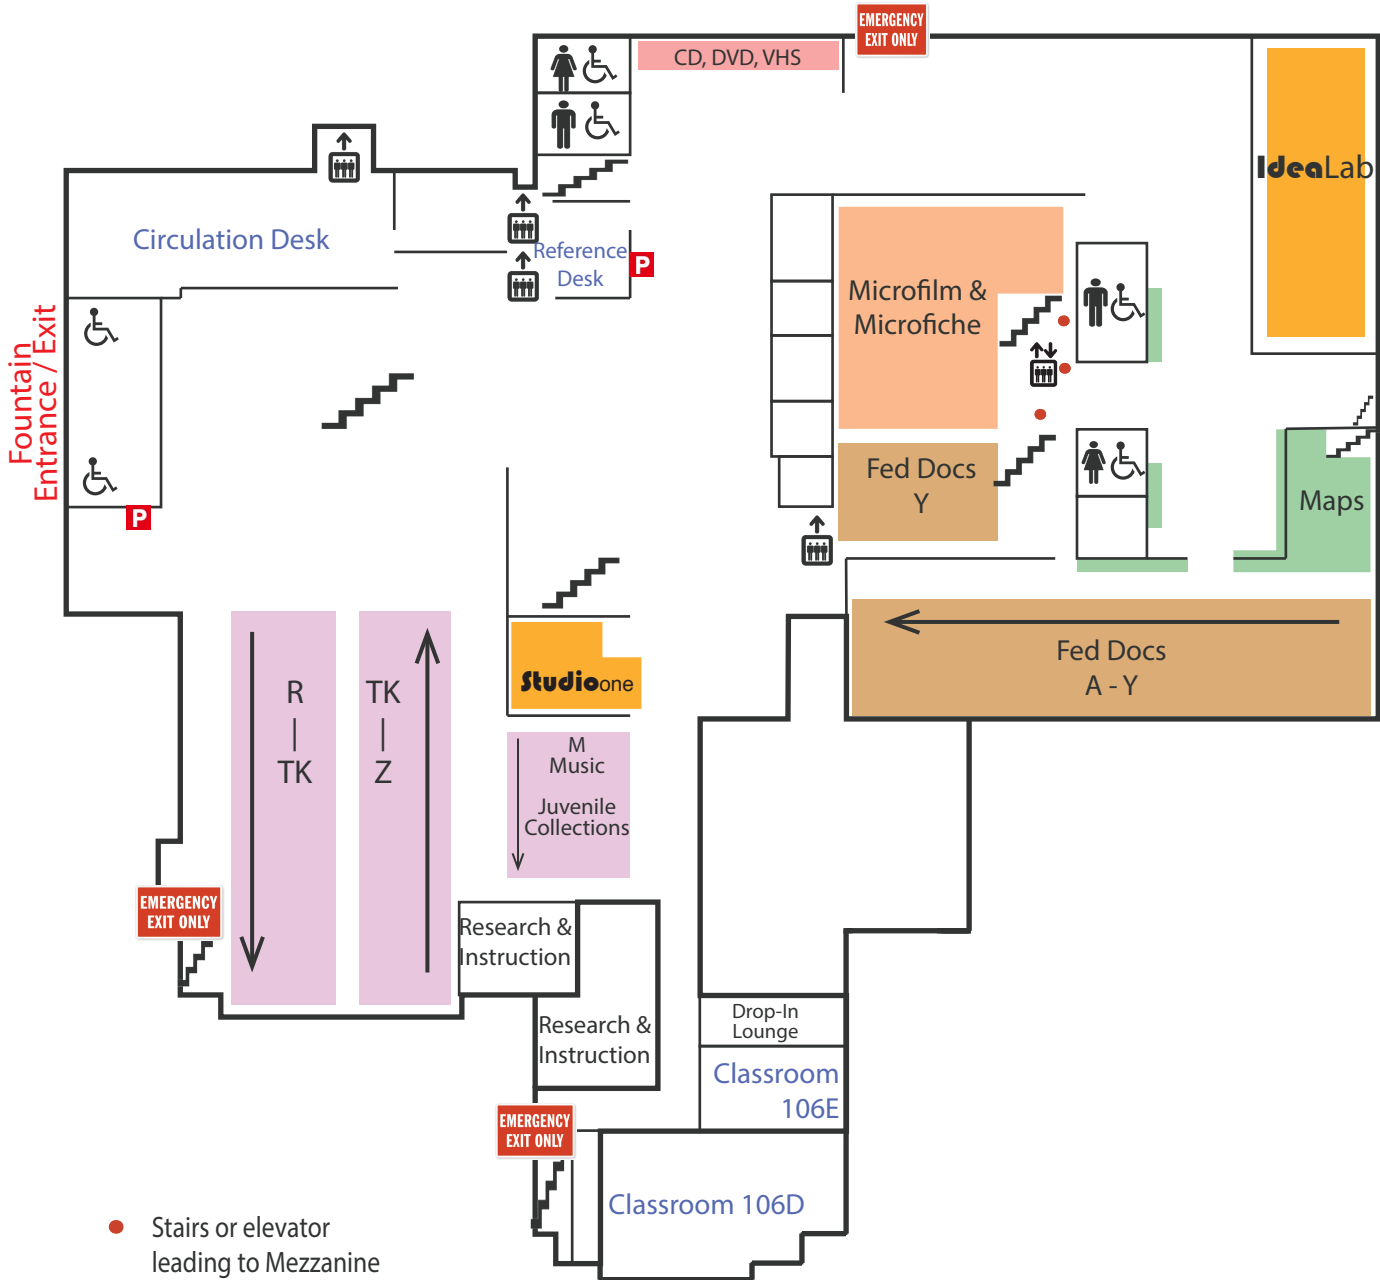 EMERGENCY
EXIT ONLY
CD, DVD, VHS
IdeaLab
Circulation Desk
Reference
Desk
P
Microfilm &
Microfiche
Fountain
Entrance / Exit
Fed Docs
Y
Maps
P
Fed Docs
A - Y
R
TK
TK
Z
Studioone
M
Music
Juvenile
Collections
EMERGENCY
EXIT ONLY
Research &
Instruction
Research &
Instruction
Drop-In
Lounge
Classroom
106E
EMERGENCY
EXIT ONLY
Classroom 106D
Stairs or elevator
leading to Mezzanine